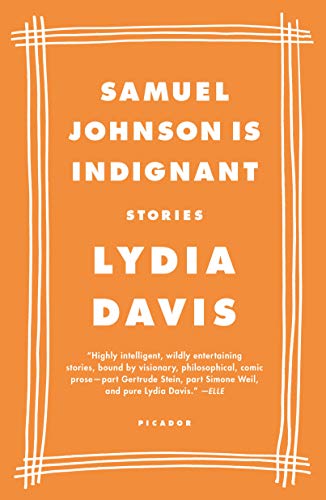 SAMUEL
JOHNSON IS
INDIGNANT
STORIES
LYDIA
DAVIS
"Highly intelligent, wildly entertaining
stories, bound by visionary, philosophical, comic
prose—part Gertrude Stein, part Simone Weil,
and pure Lydia Davis." —ELLE
PICADOR